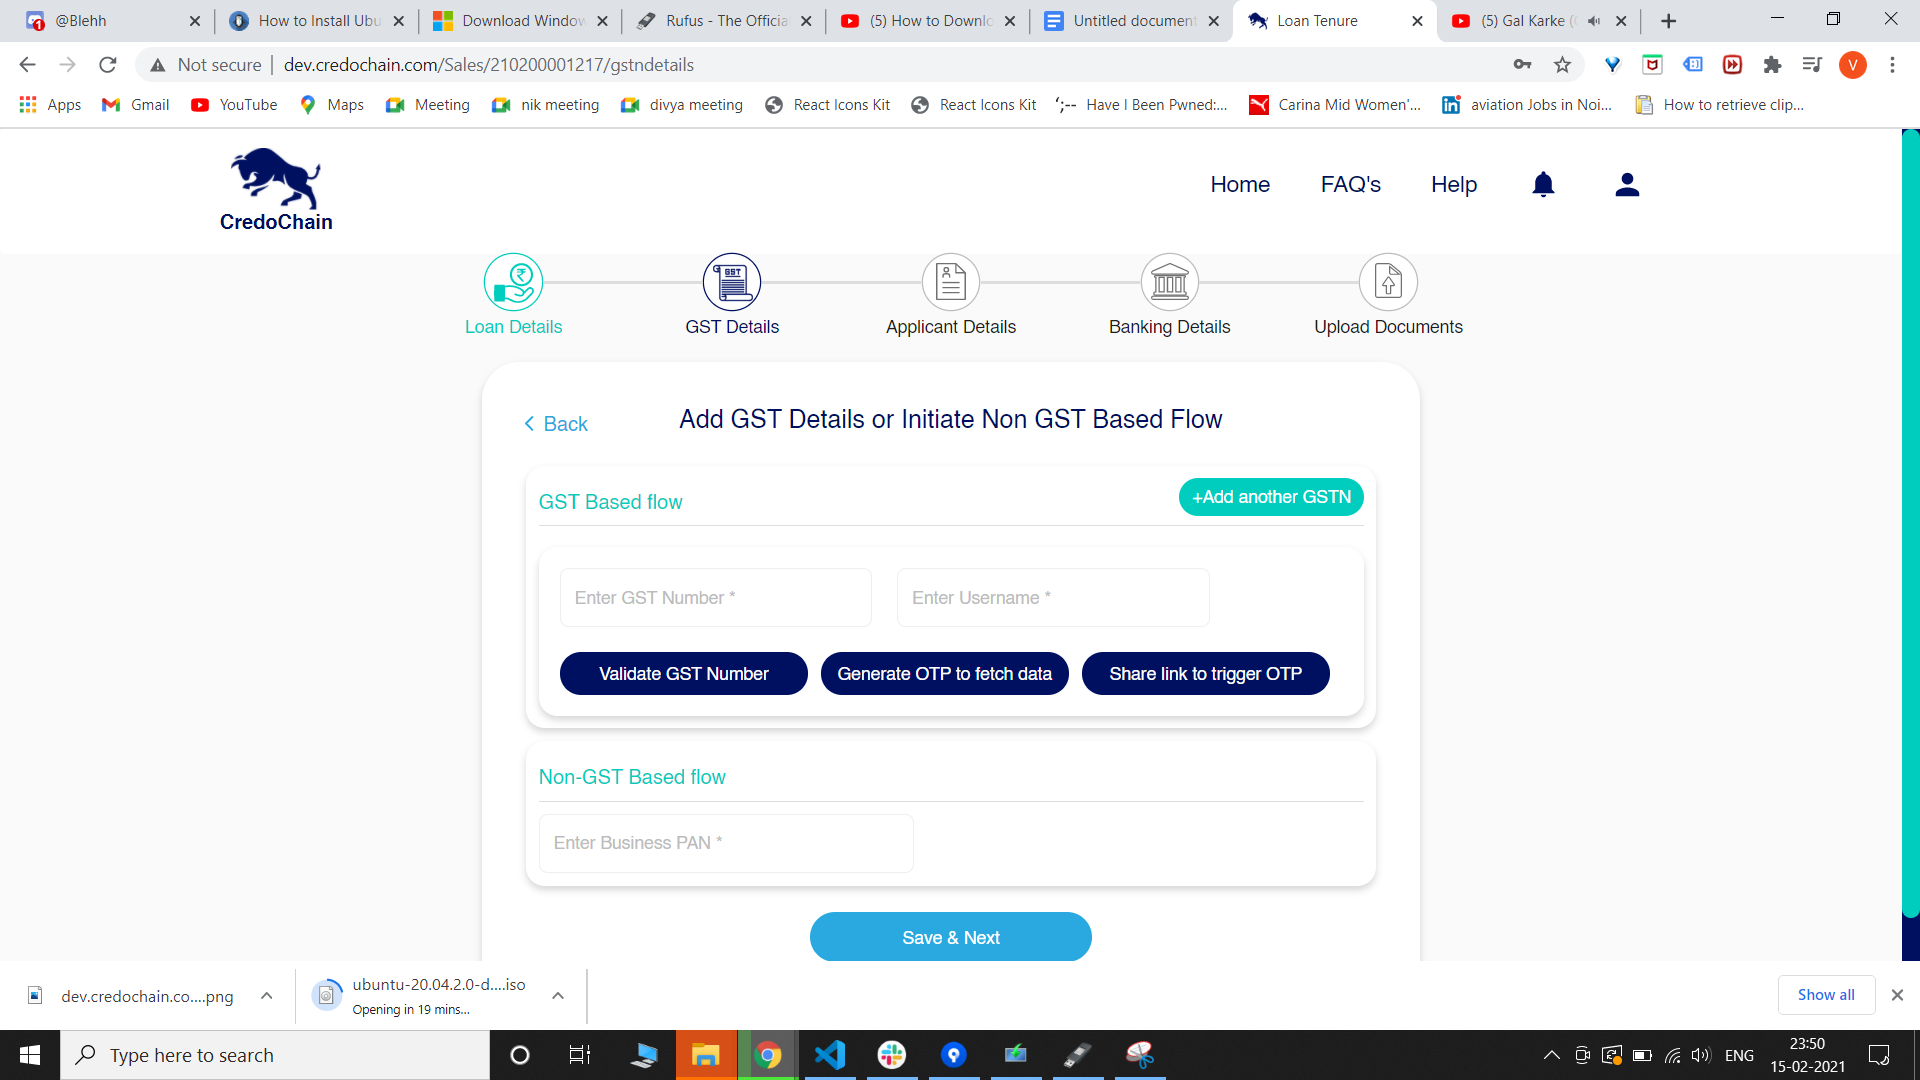 @Blehh
How to Install Ubu
Download Window
Rufus - The Official
(5) How to Downlo
Untitled document
Loan Tenure
(5) Gal Karke (
Not secure
dev.credochain.com/Sales/210200001217/gstndetails
V
Apps
Gmail
YouTube
Maps
Meeting
nik meeting
divya meeting
React Icons Kit
React Icons Kit
Have I Been Pwned:...
Carina Mid Women'...
aviation Jobs in Noi...
How to retrieve clip...
CredoChain
Home
FAQ's
Help
GST
Loan Details
GST Details
Applicant Details
Banking Details
Upload Documents
Back
Add GST Details or Initiate Non GST Based Flow
GST Based flow
+Add another GSTN
Enter GST Number *
Enter Username *
Validate GST Number
Generate OTP to fetch data
Share link to trigger OTP
Non-GST Based flow
Enter Business PAN *
Save & Next
dev.credochain.co....png
ubuntu-20.04.2.0-d....iso
Opening in 19 mins...
Show all
Type here to search
ENG
23:50
15-02-2021